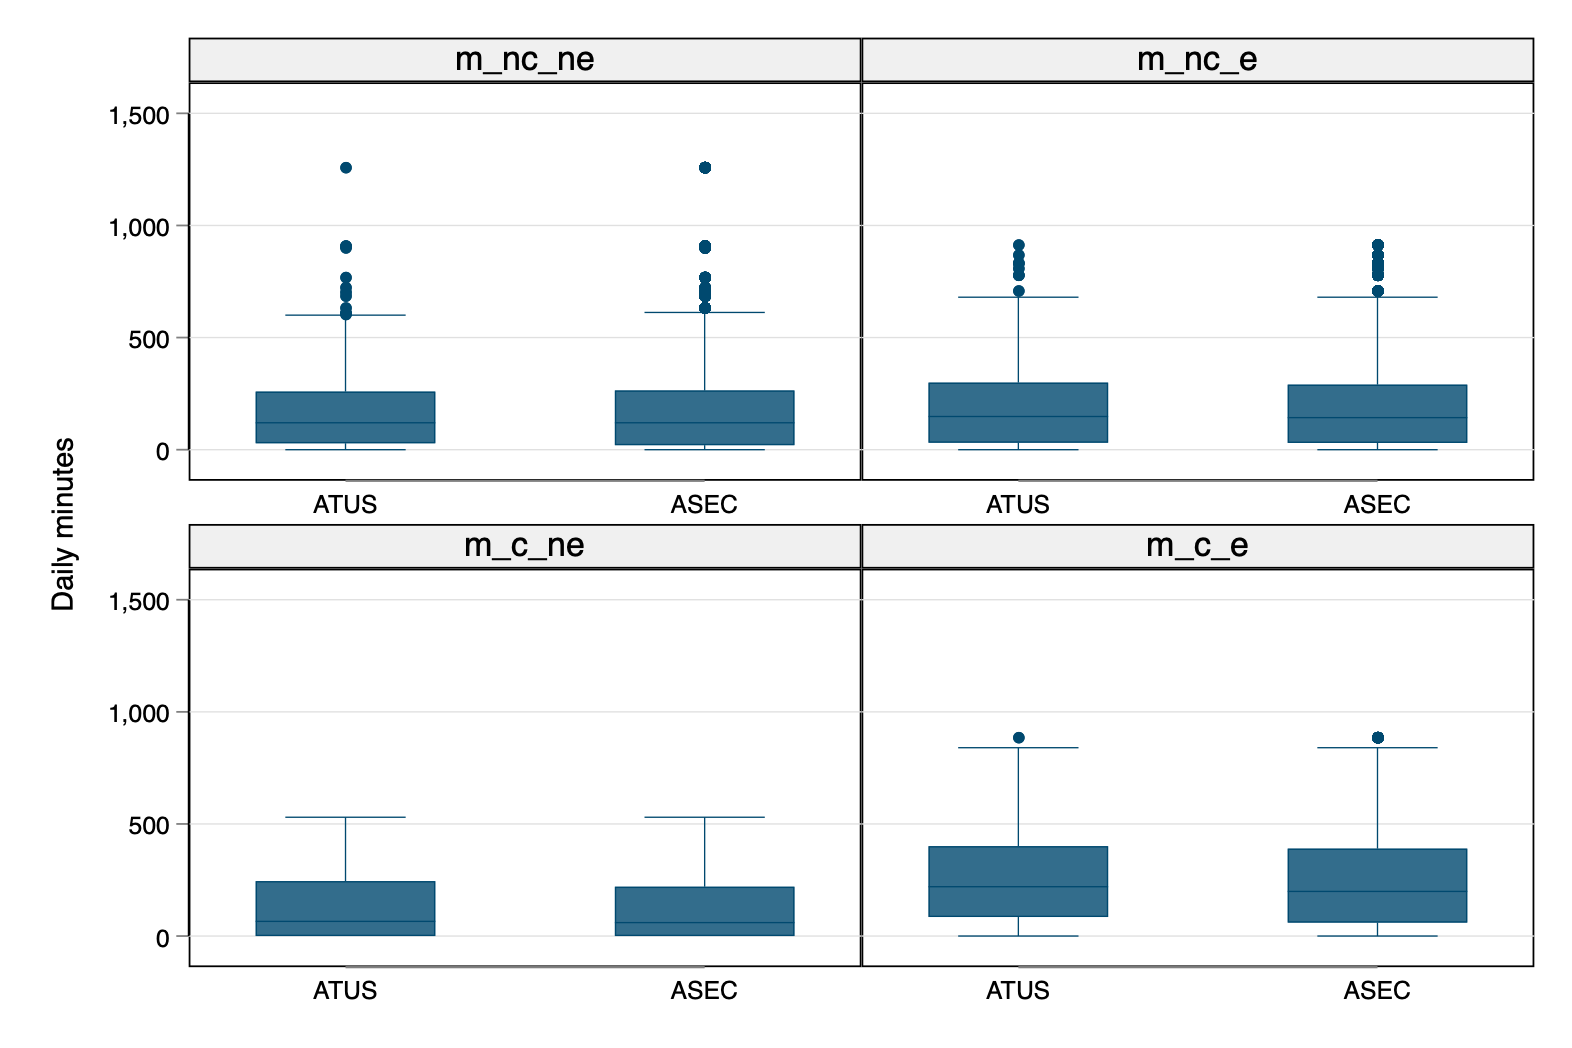 m_nc_ne
m_nc_e
1,500
1,000
500
0
ATUS
ASEC
ATUS
ASEC
Daily minutes
m_c_ne
m_c_e
1,500
1,000
500
0
ATUS
ASEC
ATUS
ASEC